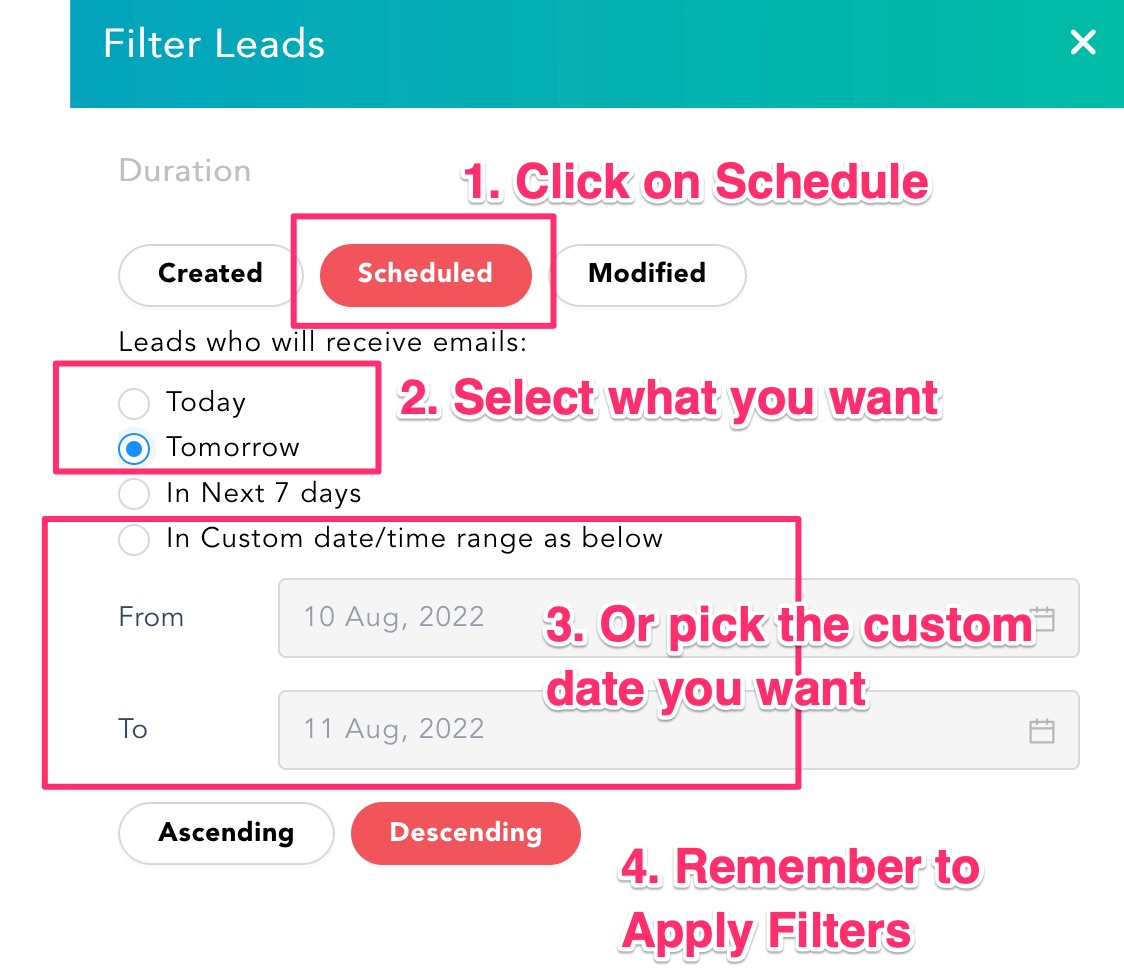 Filter Leads
Duration
1. Click on Schedule
Created
Scheduled
Modified
Leads who will receive emails:
Today
2. Select what you want
Tomorrow
In Next 7 days
In Custom date/time range as below
From
10 Aug, 2022
3. Or pick the custom
date you want
To
11 Aug, 2022
Ascending
Descending
4. Remember to
Apply Filters